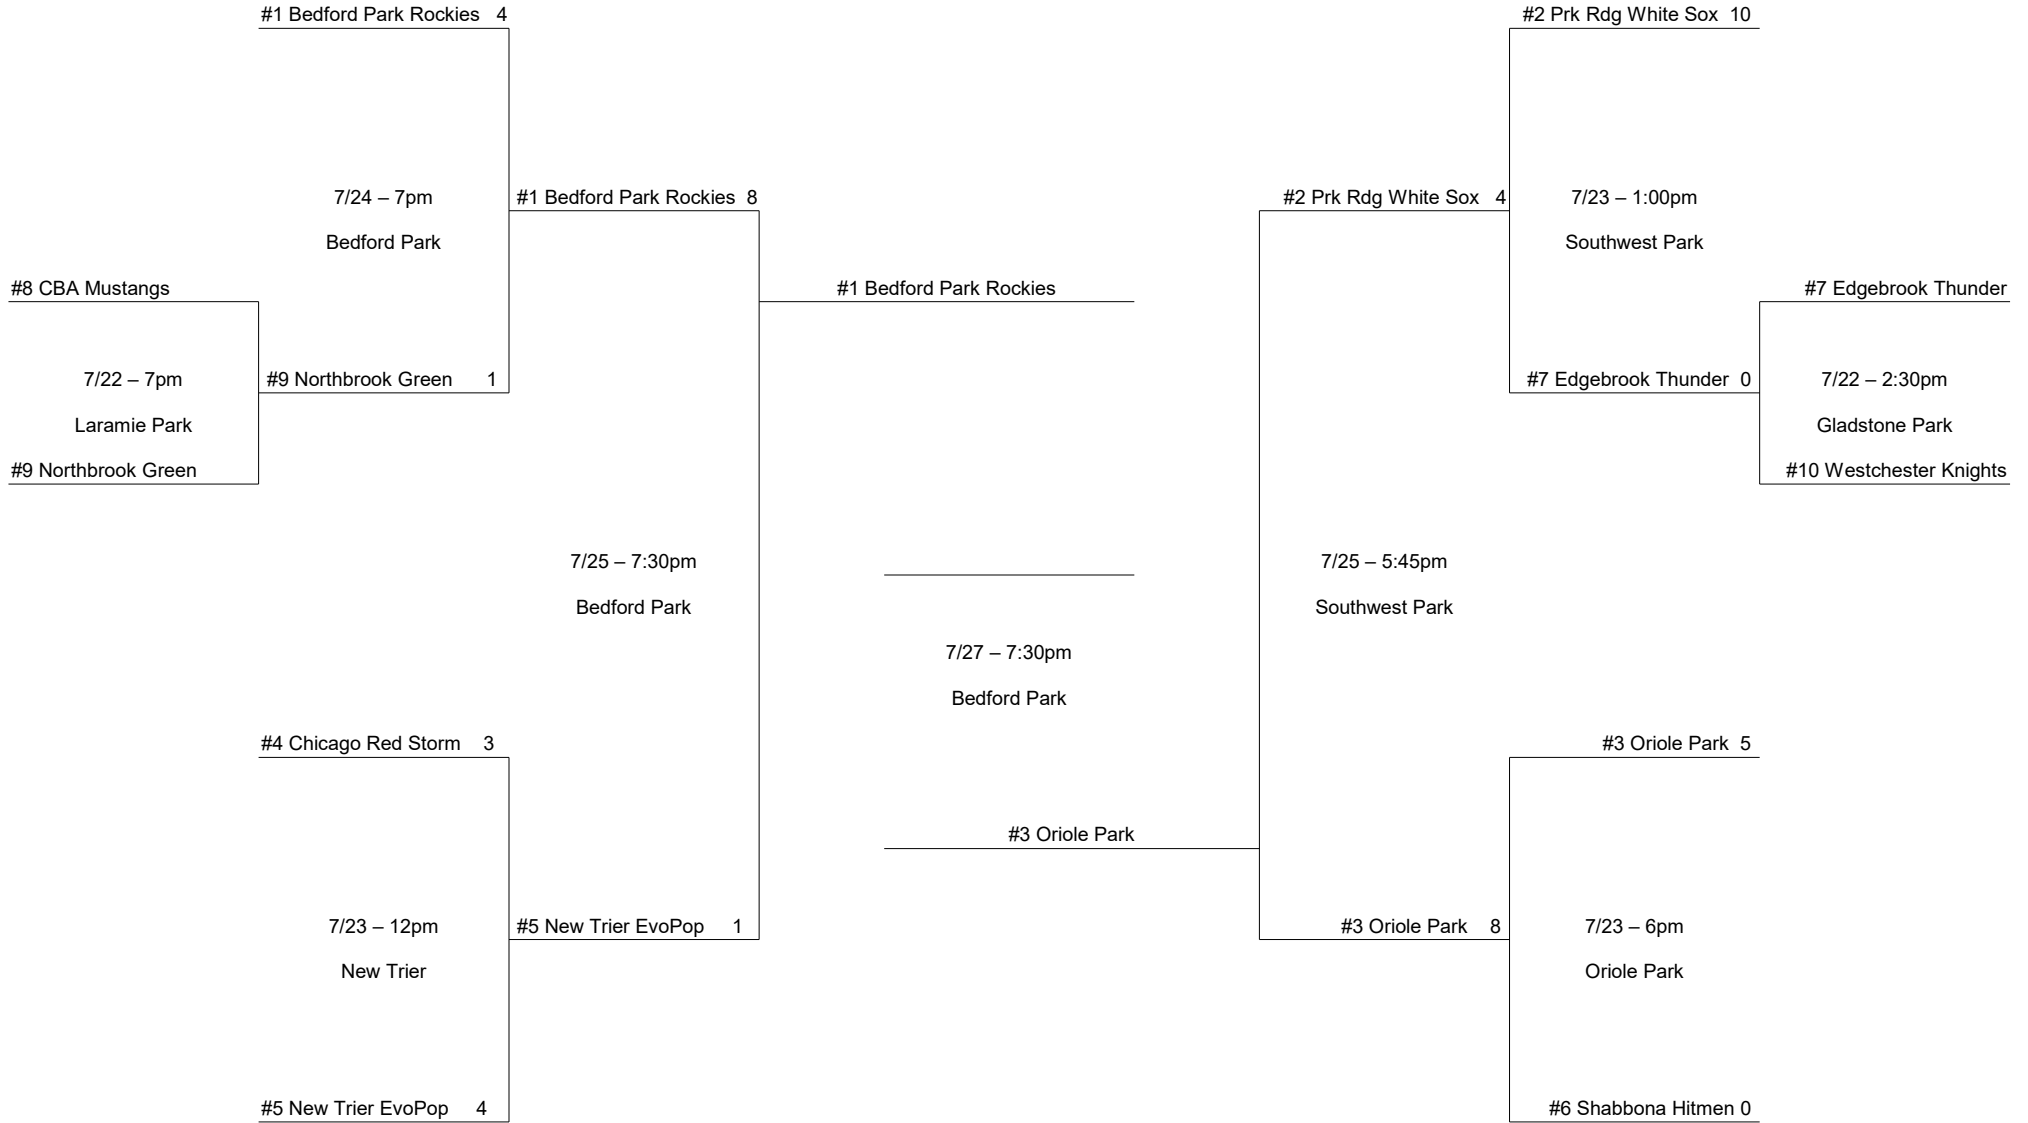 #1 Bedford Park Rockies 4
#2 Prk Rdg White Sox 10
7/24 – 7pm
#1 Bedford Park Rockies 8
#2 Prk Rdg White Sox 4
7/23 – 1:00pm
Bedford Park
Southwest Park
#8 CBA Mustangs
#1 Bedford Park Rockies
#7 Edgebrook Thunder
7/22 – 7pm
#9 Northbrook Green 1
#7 Edgebrook Thunder 0
7/22 – 2:30pm
Laramie Park
Gladstone Park
#9 Northbrook Green
#10 Westchester Knights
7/25 – 7:30pm
7/25 – 5:45pm
Bedford Park
Southwest Park
7/27 – 7:30pm
Bedford Park
#4 Chicago Red Storm 3
#3 Oriole Park 5
#3 Oriole Park
7/23 – 12pm
#5 New Trier EvoPop 1
#3 Oriole Park 8
7/23 – 6pm
New Trier
Oriole Park
#5 New Trier EvoPop 4
#6 Shabbona Hitmen 0